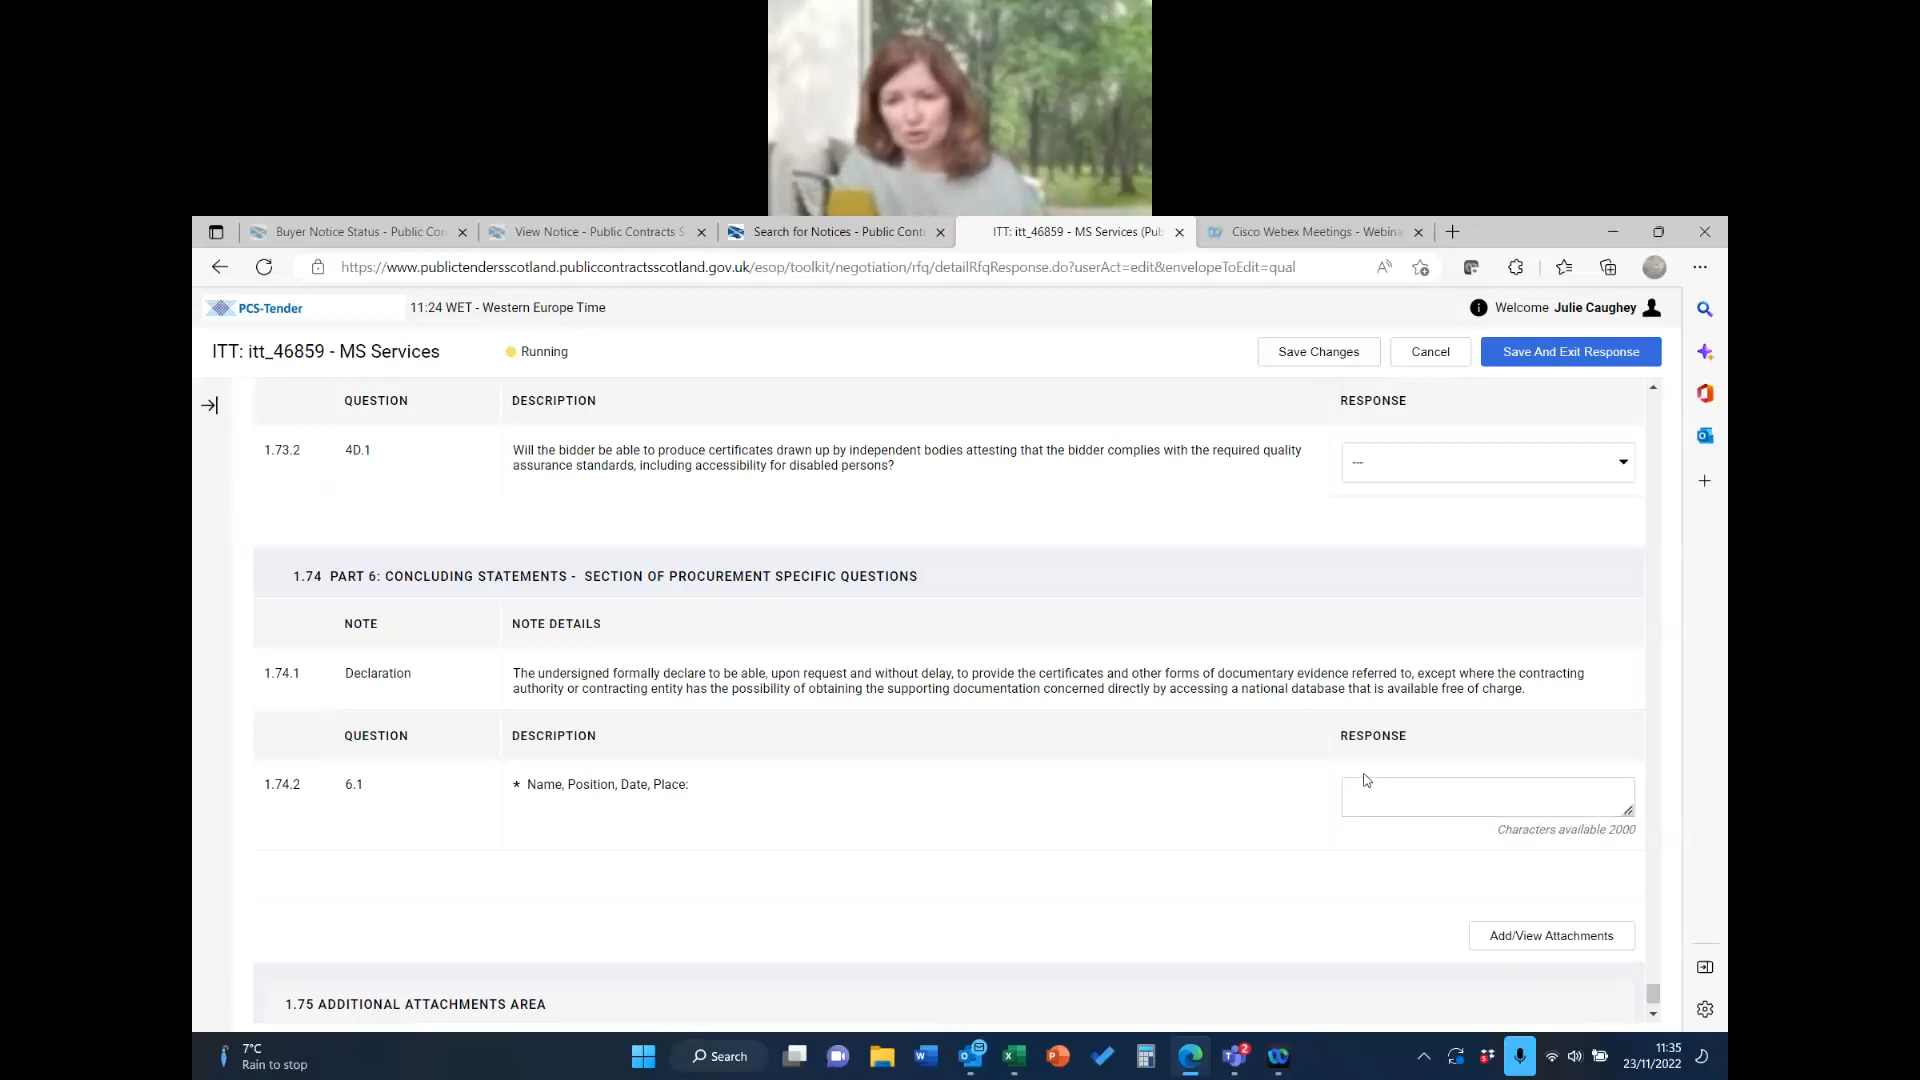 Buyer Notice Status - Public Con
View Notice - Public Contracts S
Search for Notices - Public Cont
ITT: itt_46859 - MS Services (Pub
Cisco Webex Meetings - Webina
https://www.publictendersscotland.publiccontractsscotland.gov.uk/esop/toolkit/negotiation/rfq/detailRfqResponse.do?userAct=edit&envelopeToEdit=qual
PCS-Tender
11:24 WET - Western Europe Time
Welcome Julie Caughey
ITT: itt_46859 - MS Services
Running
Save Changes
Cancel
Save And Exit Response
QUESTION DESCRIPTION RESPONSE
1.73.2 4D.1 Will the bidder be able to produce certificates drawn up by independent bodies attesting that the bidder complies with the required quality
assurance standards, including accessibility for disabled persons?
---
1.74 PART 6: CONCLUDING STATEMENTS - SECTION OF PROCUREMENT SPECIFIC QUESTIONS
NOTE NOTE DETAILS
1.74.1 Declaration The undersigned formally declare to be able, upon request and without delay, to provide the certificates and other forms of documentary evidence referred to, except where the contracting
authority or contracting entity has the possibility of obtaining the supporting documentation concerned directly by accessing a national database that is available free of charge.
QUESTION DESCRIPTION RESPONSE
1.74.2 6.1 * Name, Position, Date, Place:
Characters available 2000
Add/View Attachments
1.75 ADDITIONAL ATTACHMENTS AREA
7°C
Rain to stop
Search
2
11:35
23/11/2022